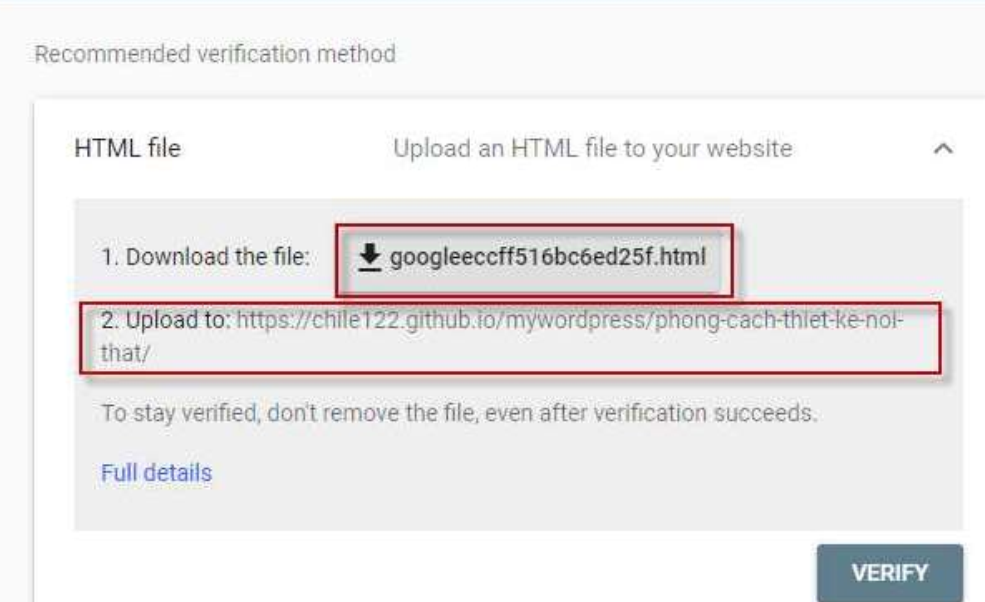 Recommended verification method
HTML file Upload an HTML file to your website
1. Download the file: googleeccff516bc6ed25f.html
2. Upload to: https://chile122.github.io/mywordpress/phong-cach-thiet-ke-noi-
that/
To stay verified, don't remove the file, even after verification succeeds.
Full details
VERIFY